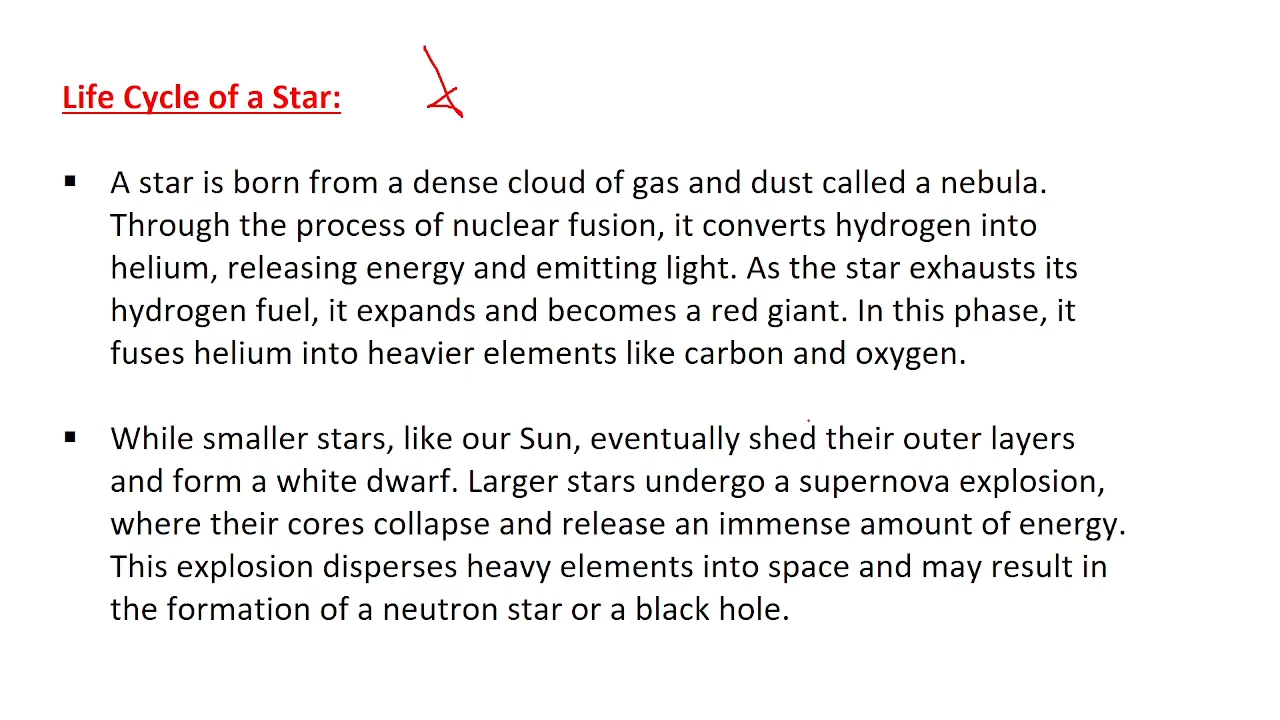 Life Cycle of a Star:
▪ A star is born from a dense cloud of gas and dust called a nebula.
Through the process of nuclear fusion, it converts hydrogen into
helium, releasing energy and emitting light. As the star exhausts its
hydrogen fuel, it expands and becomes a red giant. In this phase, it
fuses helium into heavier elements like carbon and oxygen.
▪ While smaller stars, like our Sun, eventually shed their outer layers
and form a white dwarf. Larger stars undergo a supernova explosion,
where their cores collapse and release an immense amount of energy.
This explosion disperses heavy elements into space and may result in
the formation of a neutron star or a black hole.